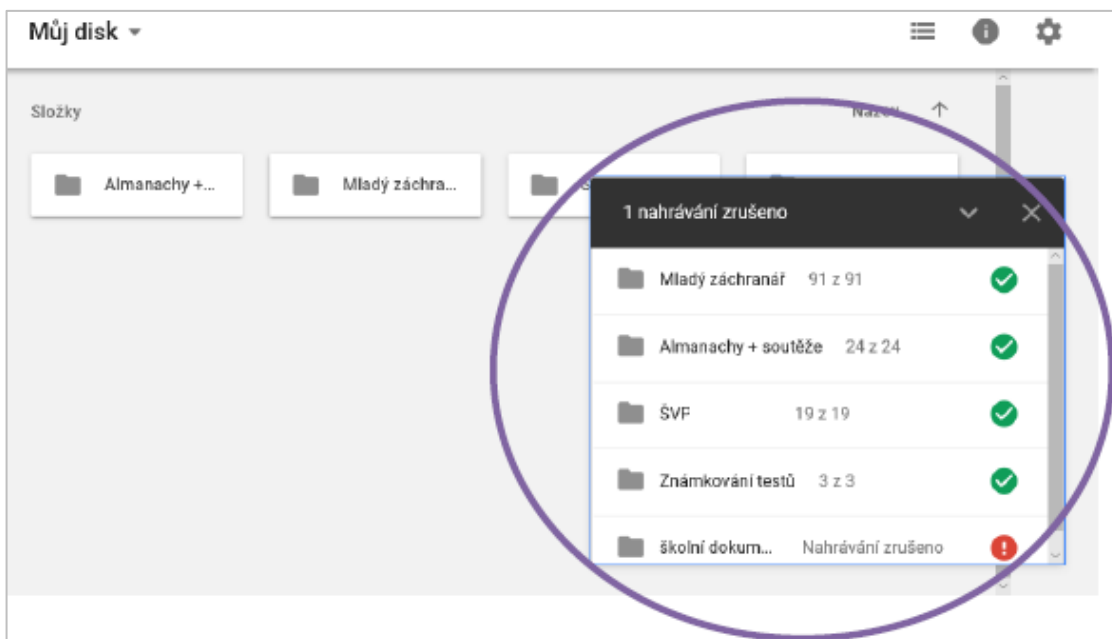 Můj disk
Složky
Název
Almanachy +...
Mladý záchra...
1 nahrávání zrušeno
Mladý záchranář 91 z 91
Almanachy + soutěže 24 z 24
ŠVP 19 z 19
Známkování testů 3 z 3
školní dokum... Nahrávání zrušeno